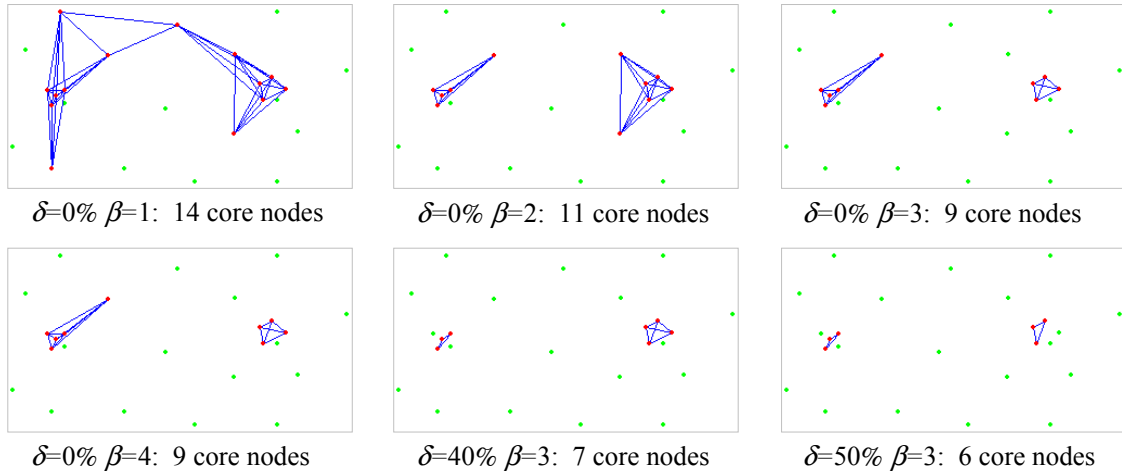 δ=0% β=1: 14 core nodes
δ=0% β=2: 11 core nodes
δ=0% β=3: 9 core nodes
δ=0% β=4: 9 core nodes
δ=40% β=3: 7 core nodes
δ=50% β=3: 6 core nodes